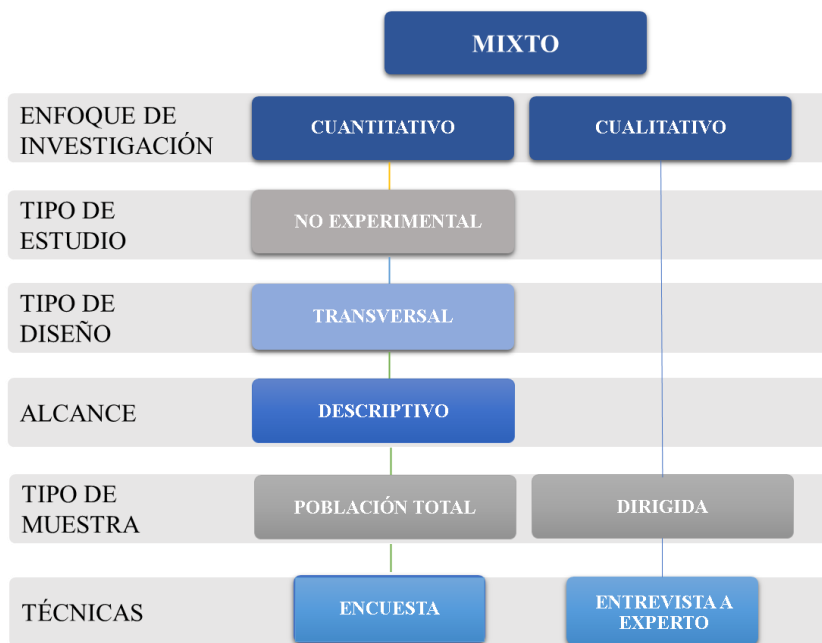 MIXTO
ENFOQUE DE
INVESTIGACIÓN
CUANTITATIVO
CUALITATIVO
TIPO DE
ESTUDIO
NO EXPERIMENTAL
TIPO DE
DISEÑO
TRANSVERSAL
ALCANCE
DESCRIPTIVO
TIPO DE
MUESTRA
POBLACIÓN TOTAL
DIRIGIDA
TÉCNICAS
ENCUESTA
ENTREVISTA A
EXPERTO